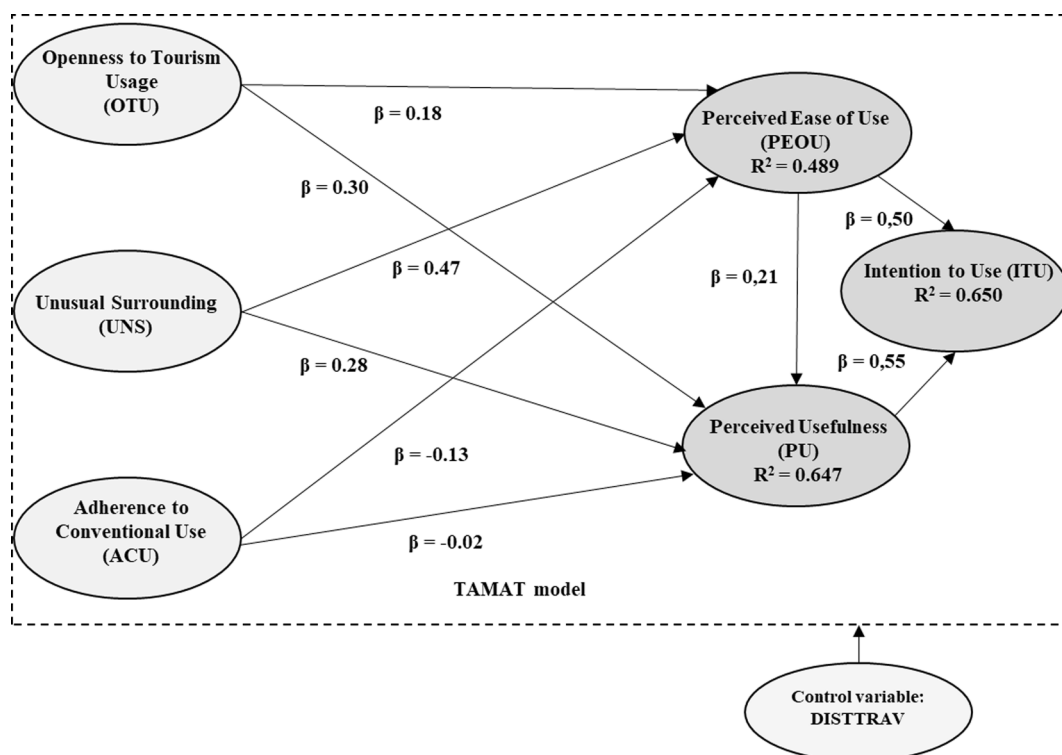 Openness to Tourism
Usage
(OTU)
β = 0.18
Perceived Ease of Use
(PEOU)
R² = 0.489
β = 0.30
β = 0,50
β = 0.47
β = 0,21
Intention to Use (ITU)
R² = 0.650
Unusual Surrounding
(UNS)
β = 0.28
β = 0,55
Perceived Usefulness
(PU)
R² = 0.647
β = -0.13
Adherence to
Conventional Use
(ACU)
β = -0.02
TAMAT model
Control variable:
DISTTRAV